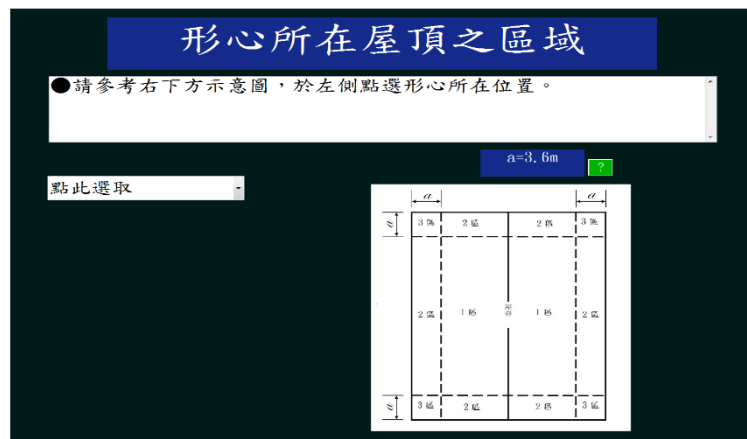 形心所在屋頂之區域
●請參考右下方示意圖，於左側點選形心所在位置。
a=3.6m
?
點此選取
a a
a 3 區 2 區 2 區 3 區
2 區 1 區 屋脊 1 區 2 區
a 3 區 2 區 2 區 3 區